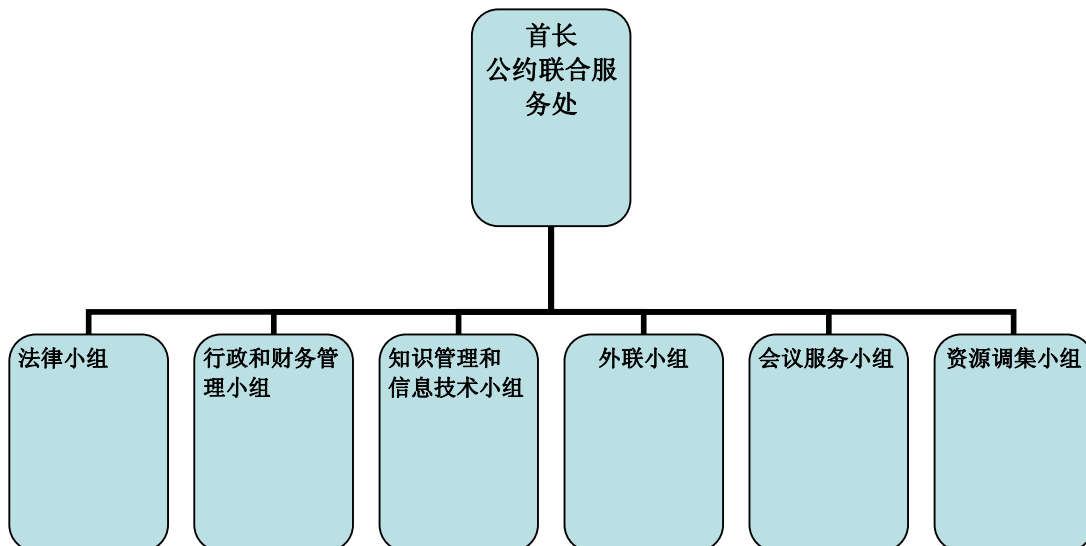 首长
公约联合服
务处
法律小组
行政和财务管
理小组
知识管理和
信息技术小组
外联小组
会议服务小组
资源调集小组